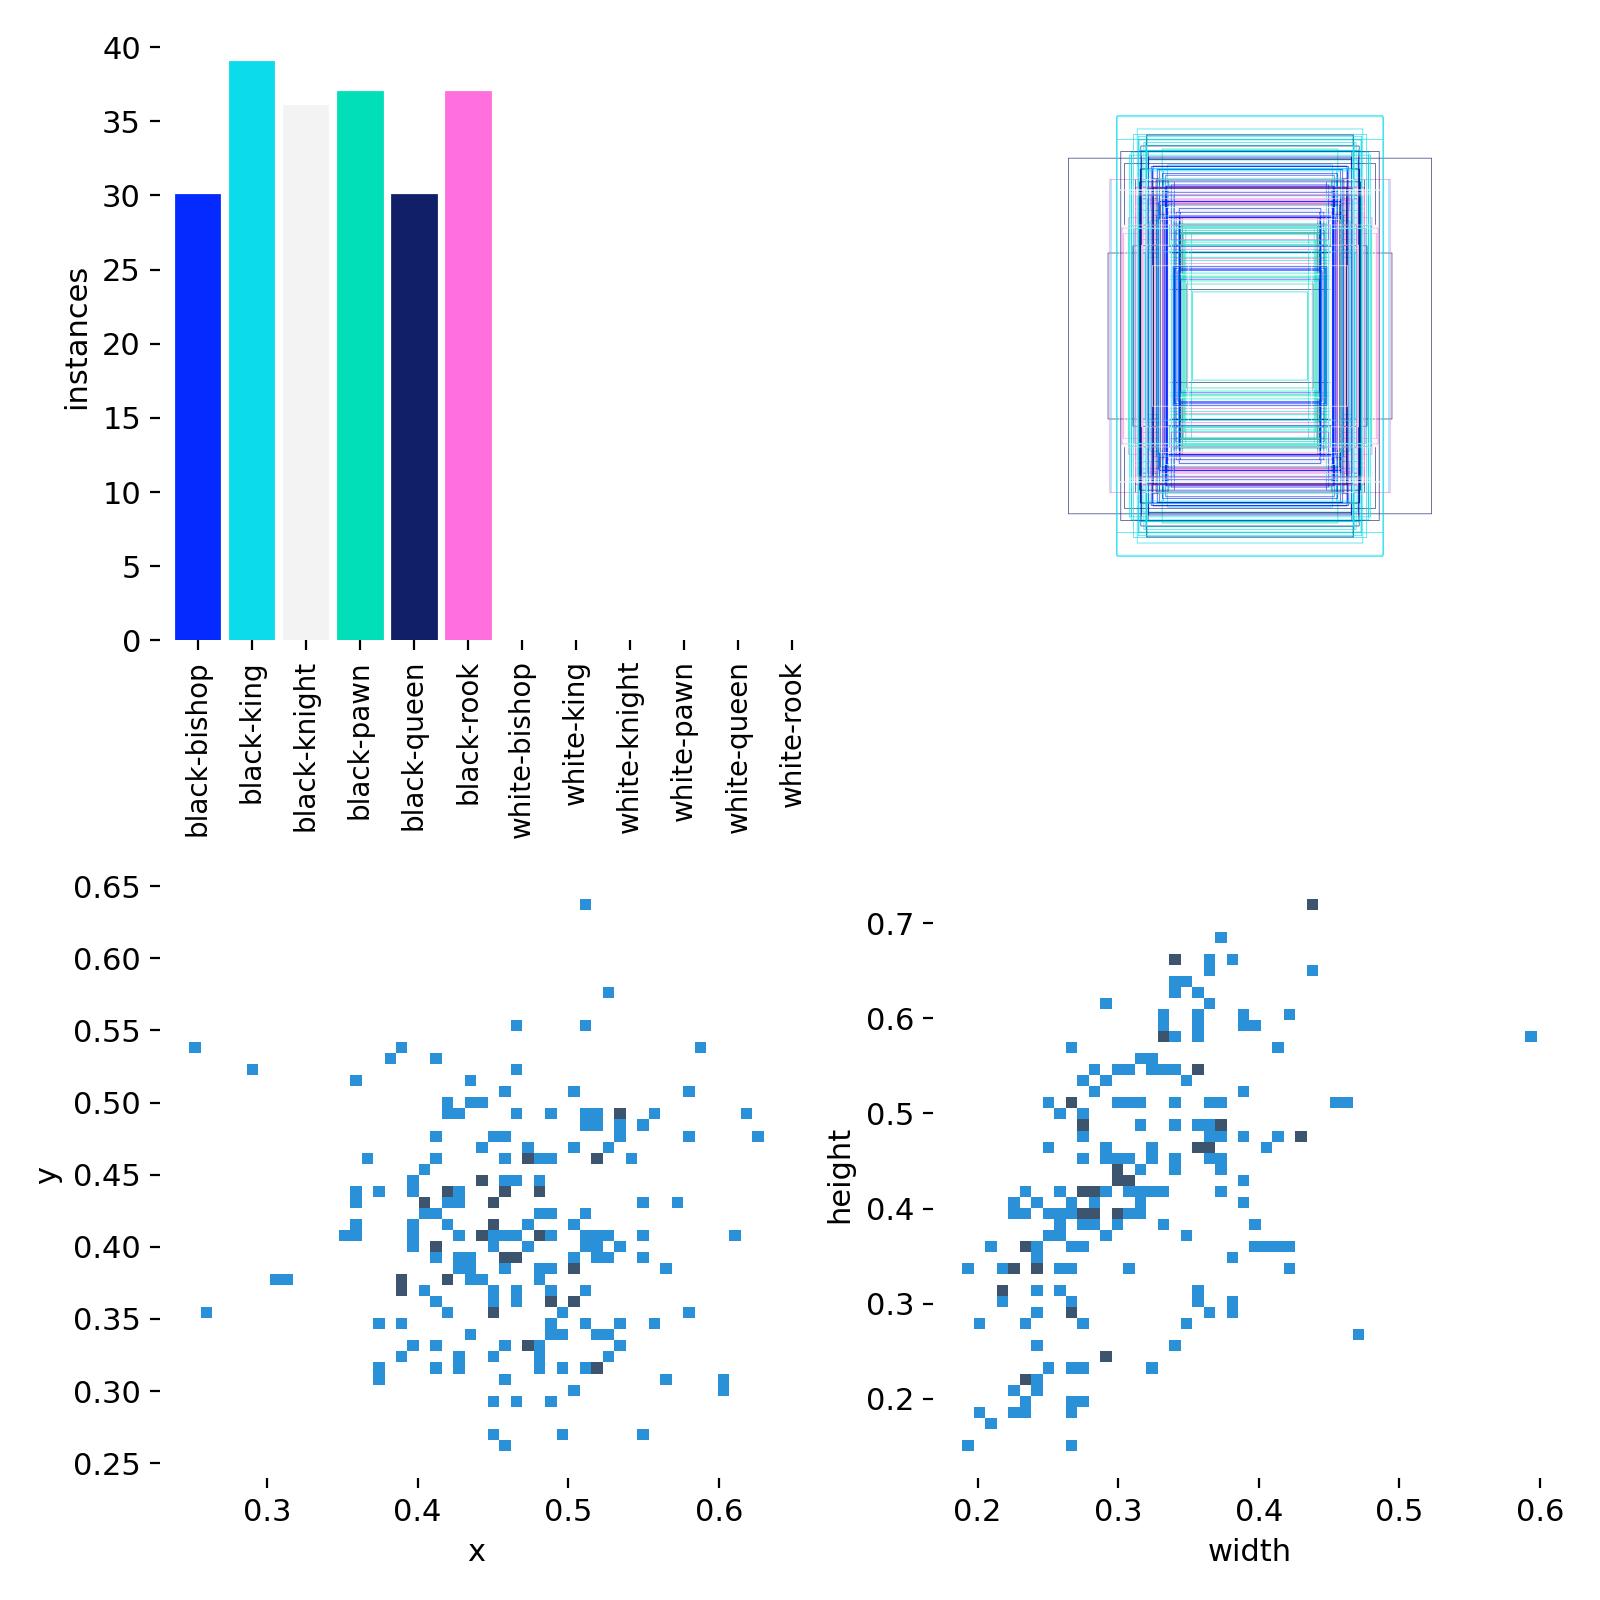 40
35
30
25
20
15
10
5
0
instances
black-bishop
black-king
black-knight
black-pawn
black-queen
black-rook
white-bishop
white-king
white-knight
white-pawn
white-queen
white-rook
0.65
0.60
0.55
0.50
0.45
0.40
0.35
0.30
0.25
y
0.3 0.4 0.5 0.6
x
0.7
0.6
0.5
0.4
0.3
0.2
height
0.2 0.3 0.4 0.5 0.6
width